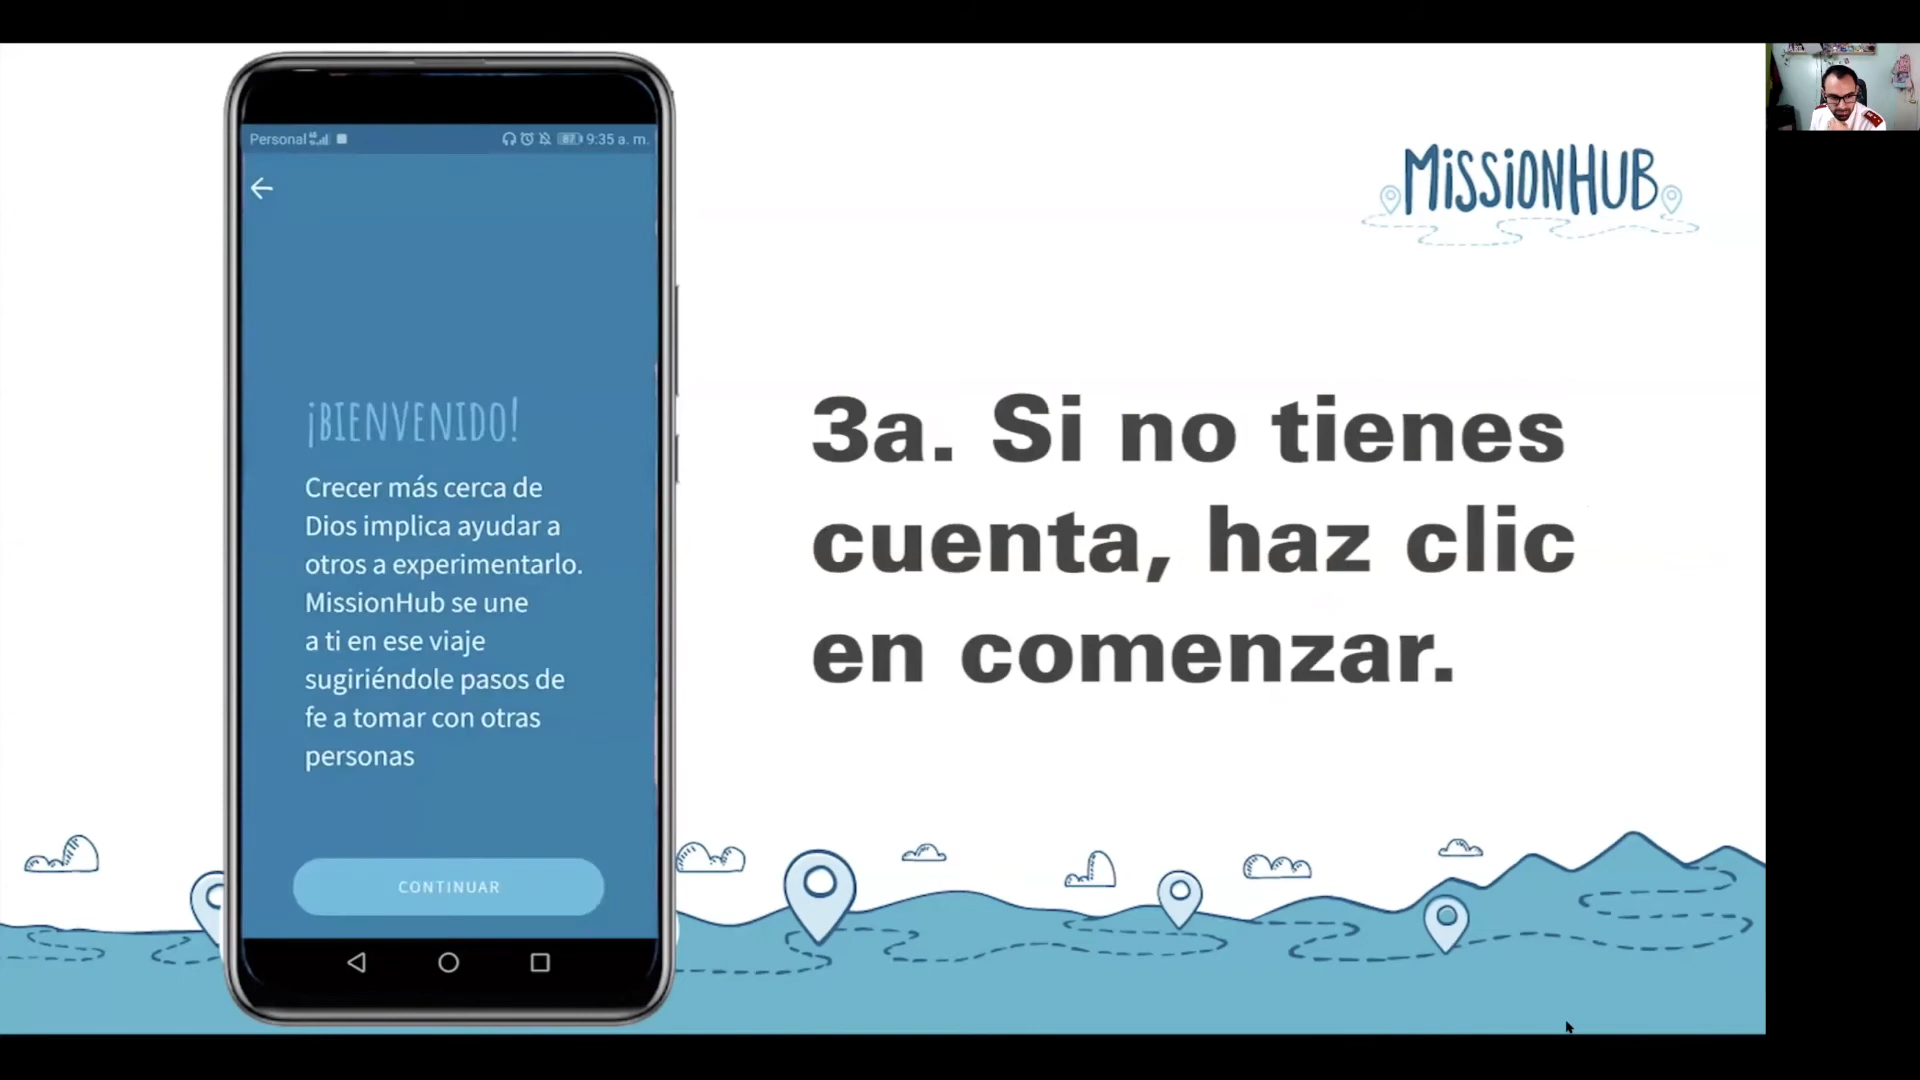 Personal
87 9:35 a. m.
¡BIENVENIDO!
Crecer más cerca de
Dios implica ayudar a
otros a experimentarlo.
MissionHub se une
a ti en ese viaje
sugiriéndole pasos de
fe a tomar con otras
personas
CONTINUAR
MISSIONHUB
3a. Si no tienes
cuenta, haz clic
en comenzar.